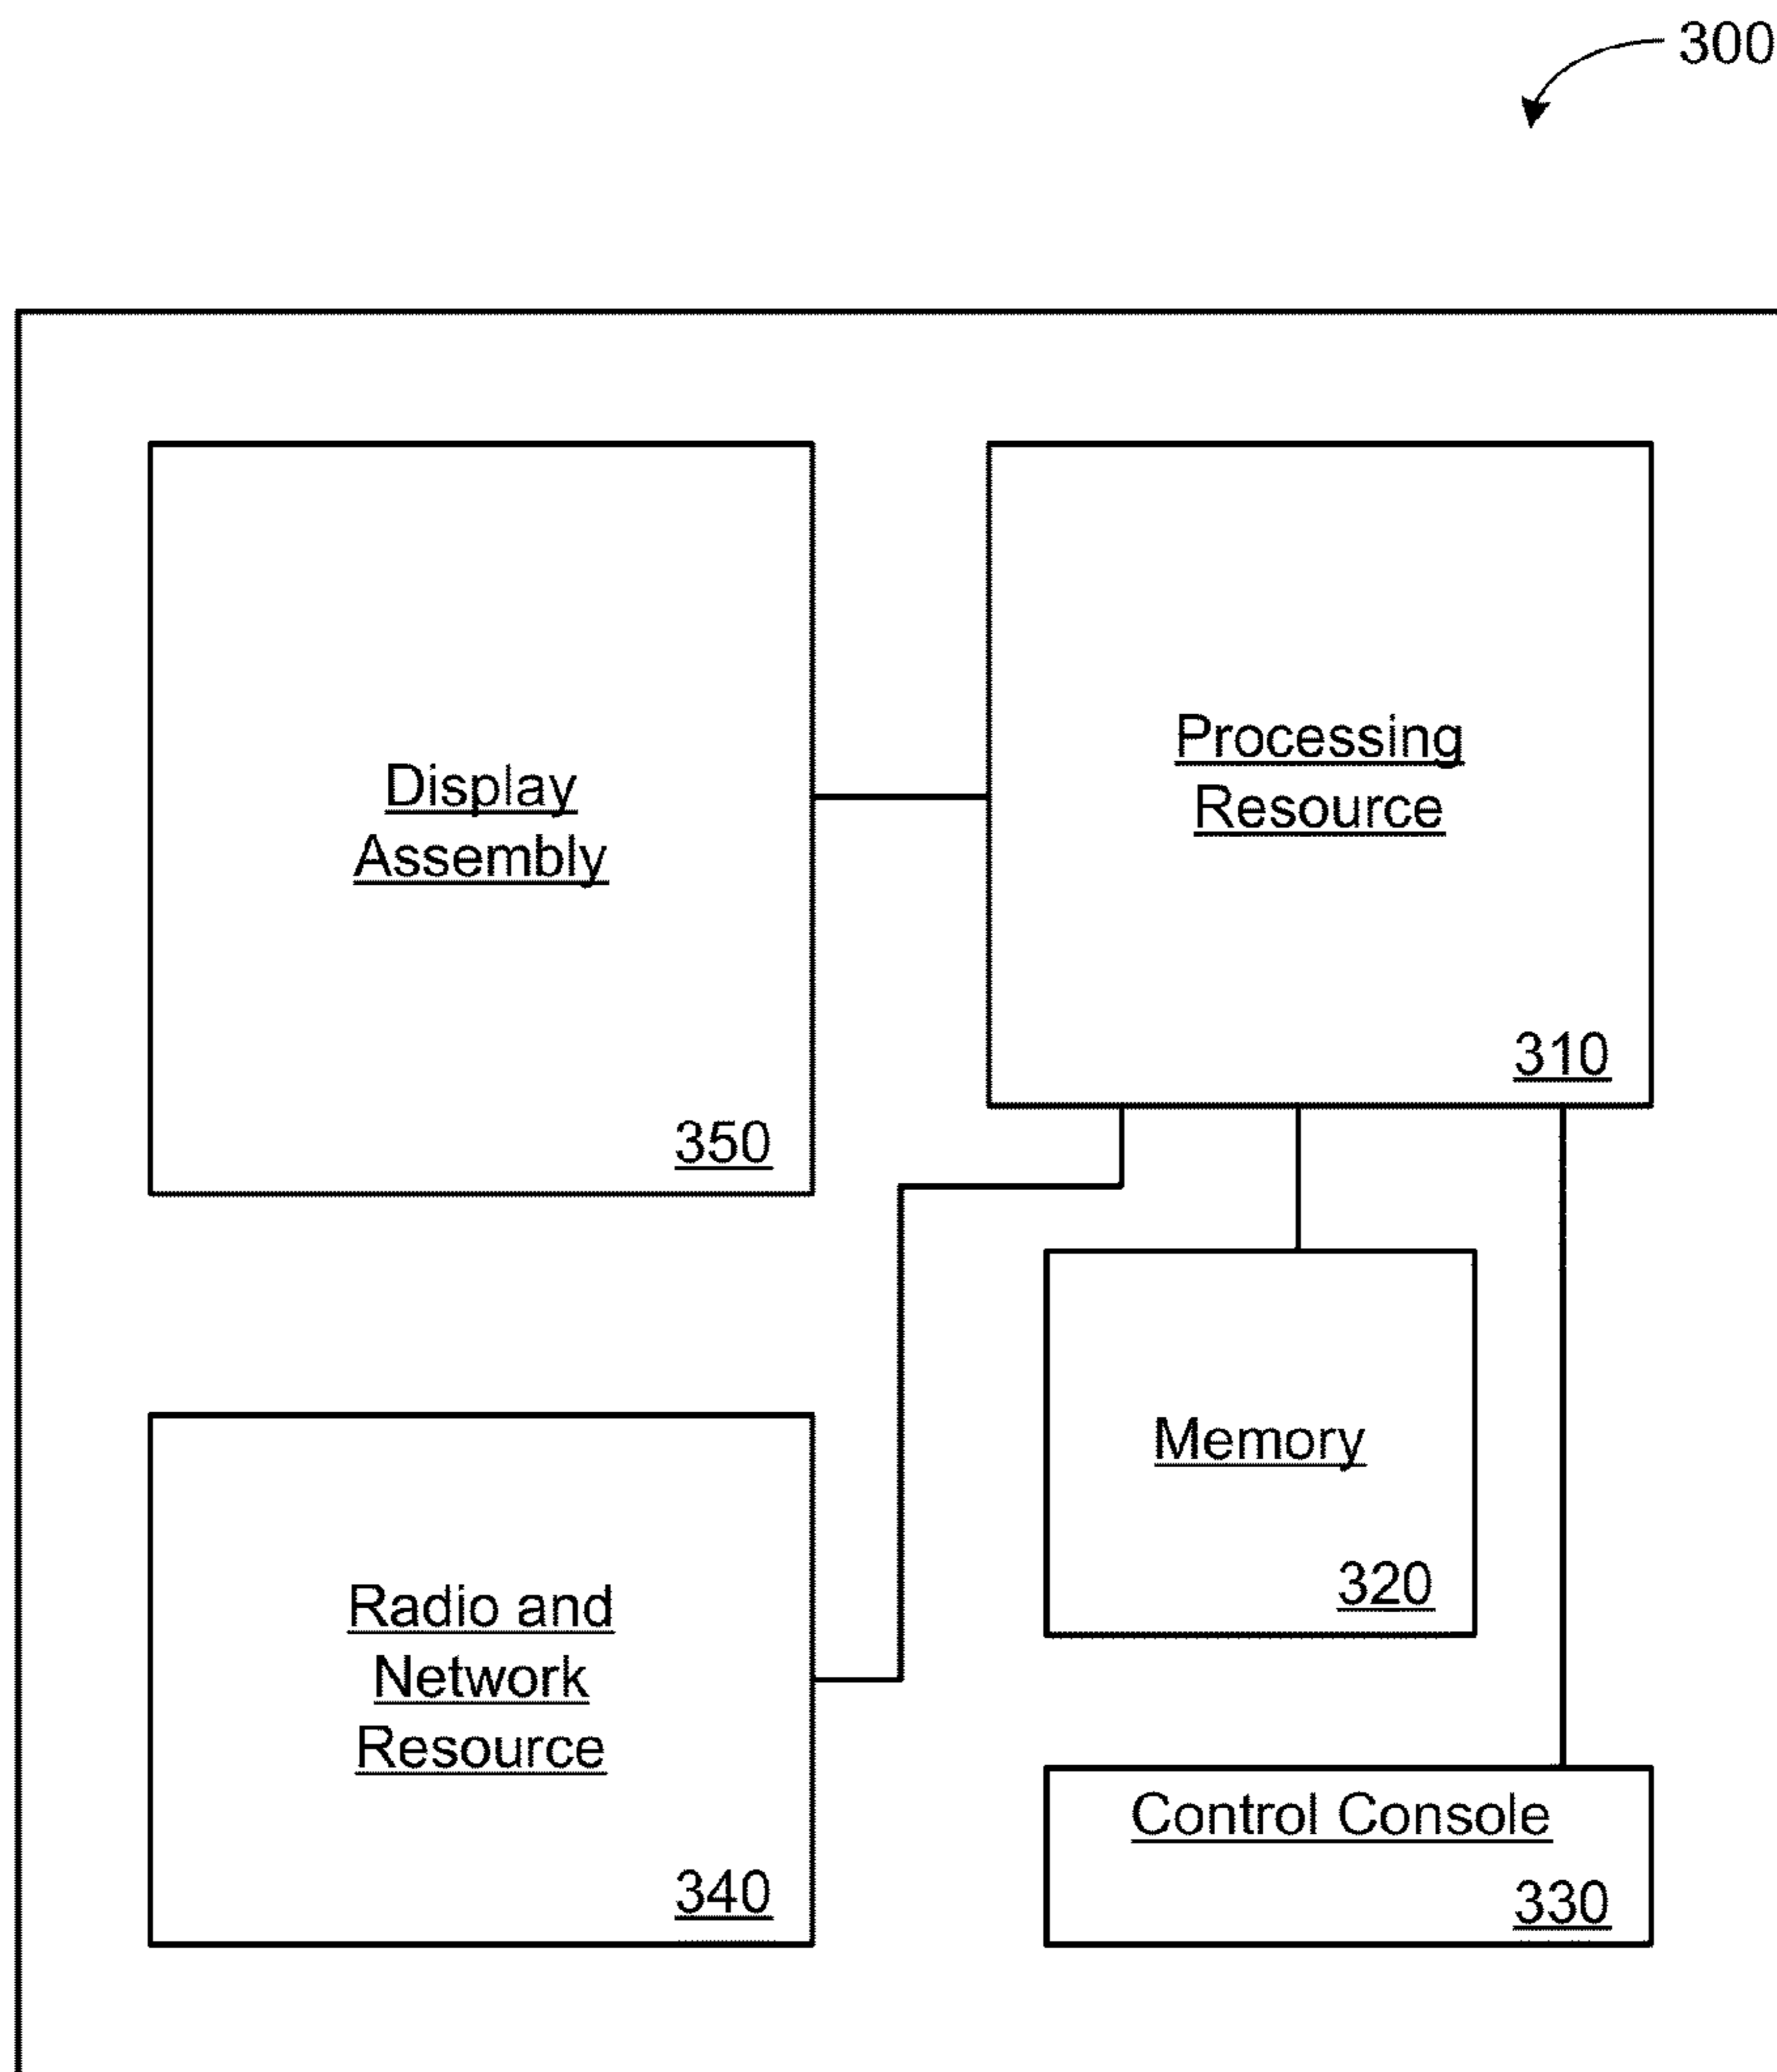 300
Display
Assembly
350
Processing
Resource
310
Memory
320
Radio and
Network
Resource
340
Control Console
330